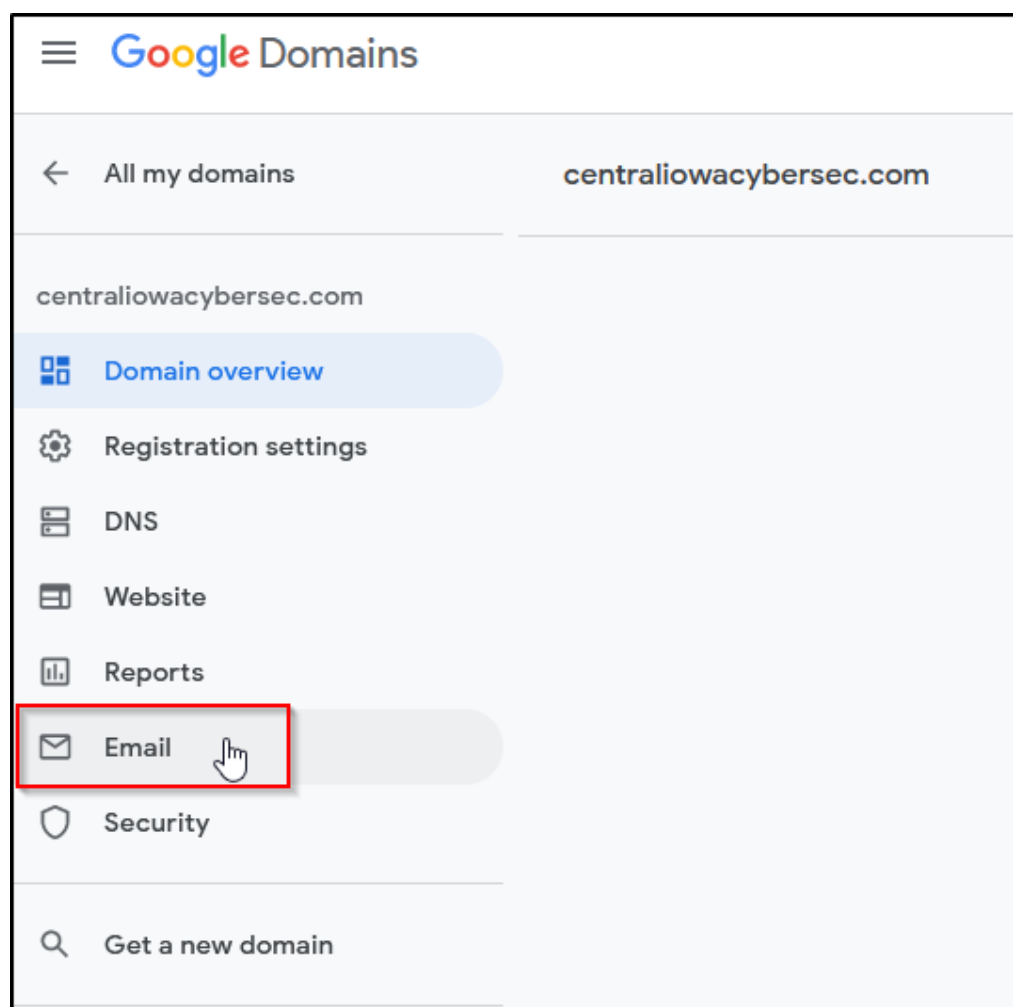 Google Domains
All my domains
centraliowacybersec.com
centraliowacybersec.com
Domain overview
Registration settings
DNS
Website
Reports
Email
Security
Get a new domain